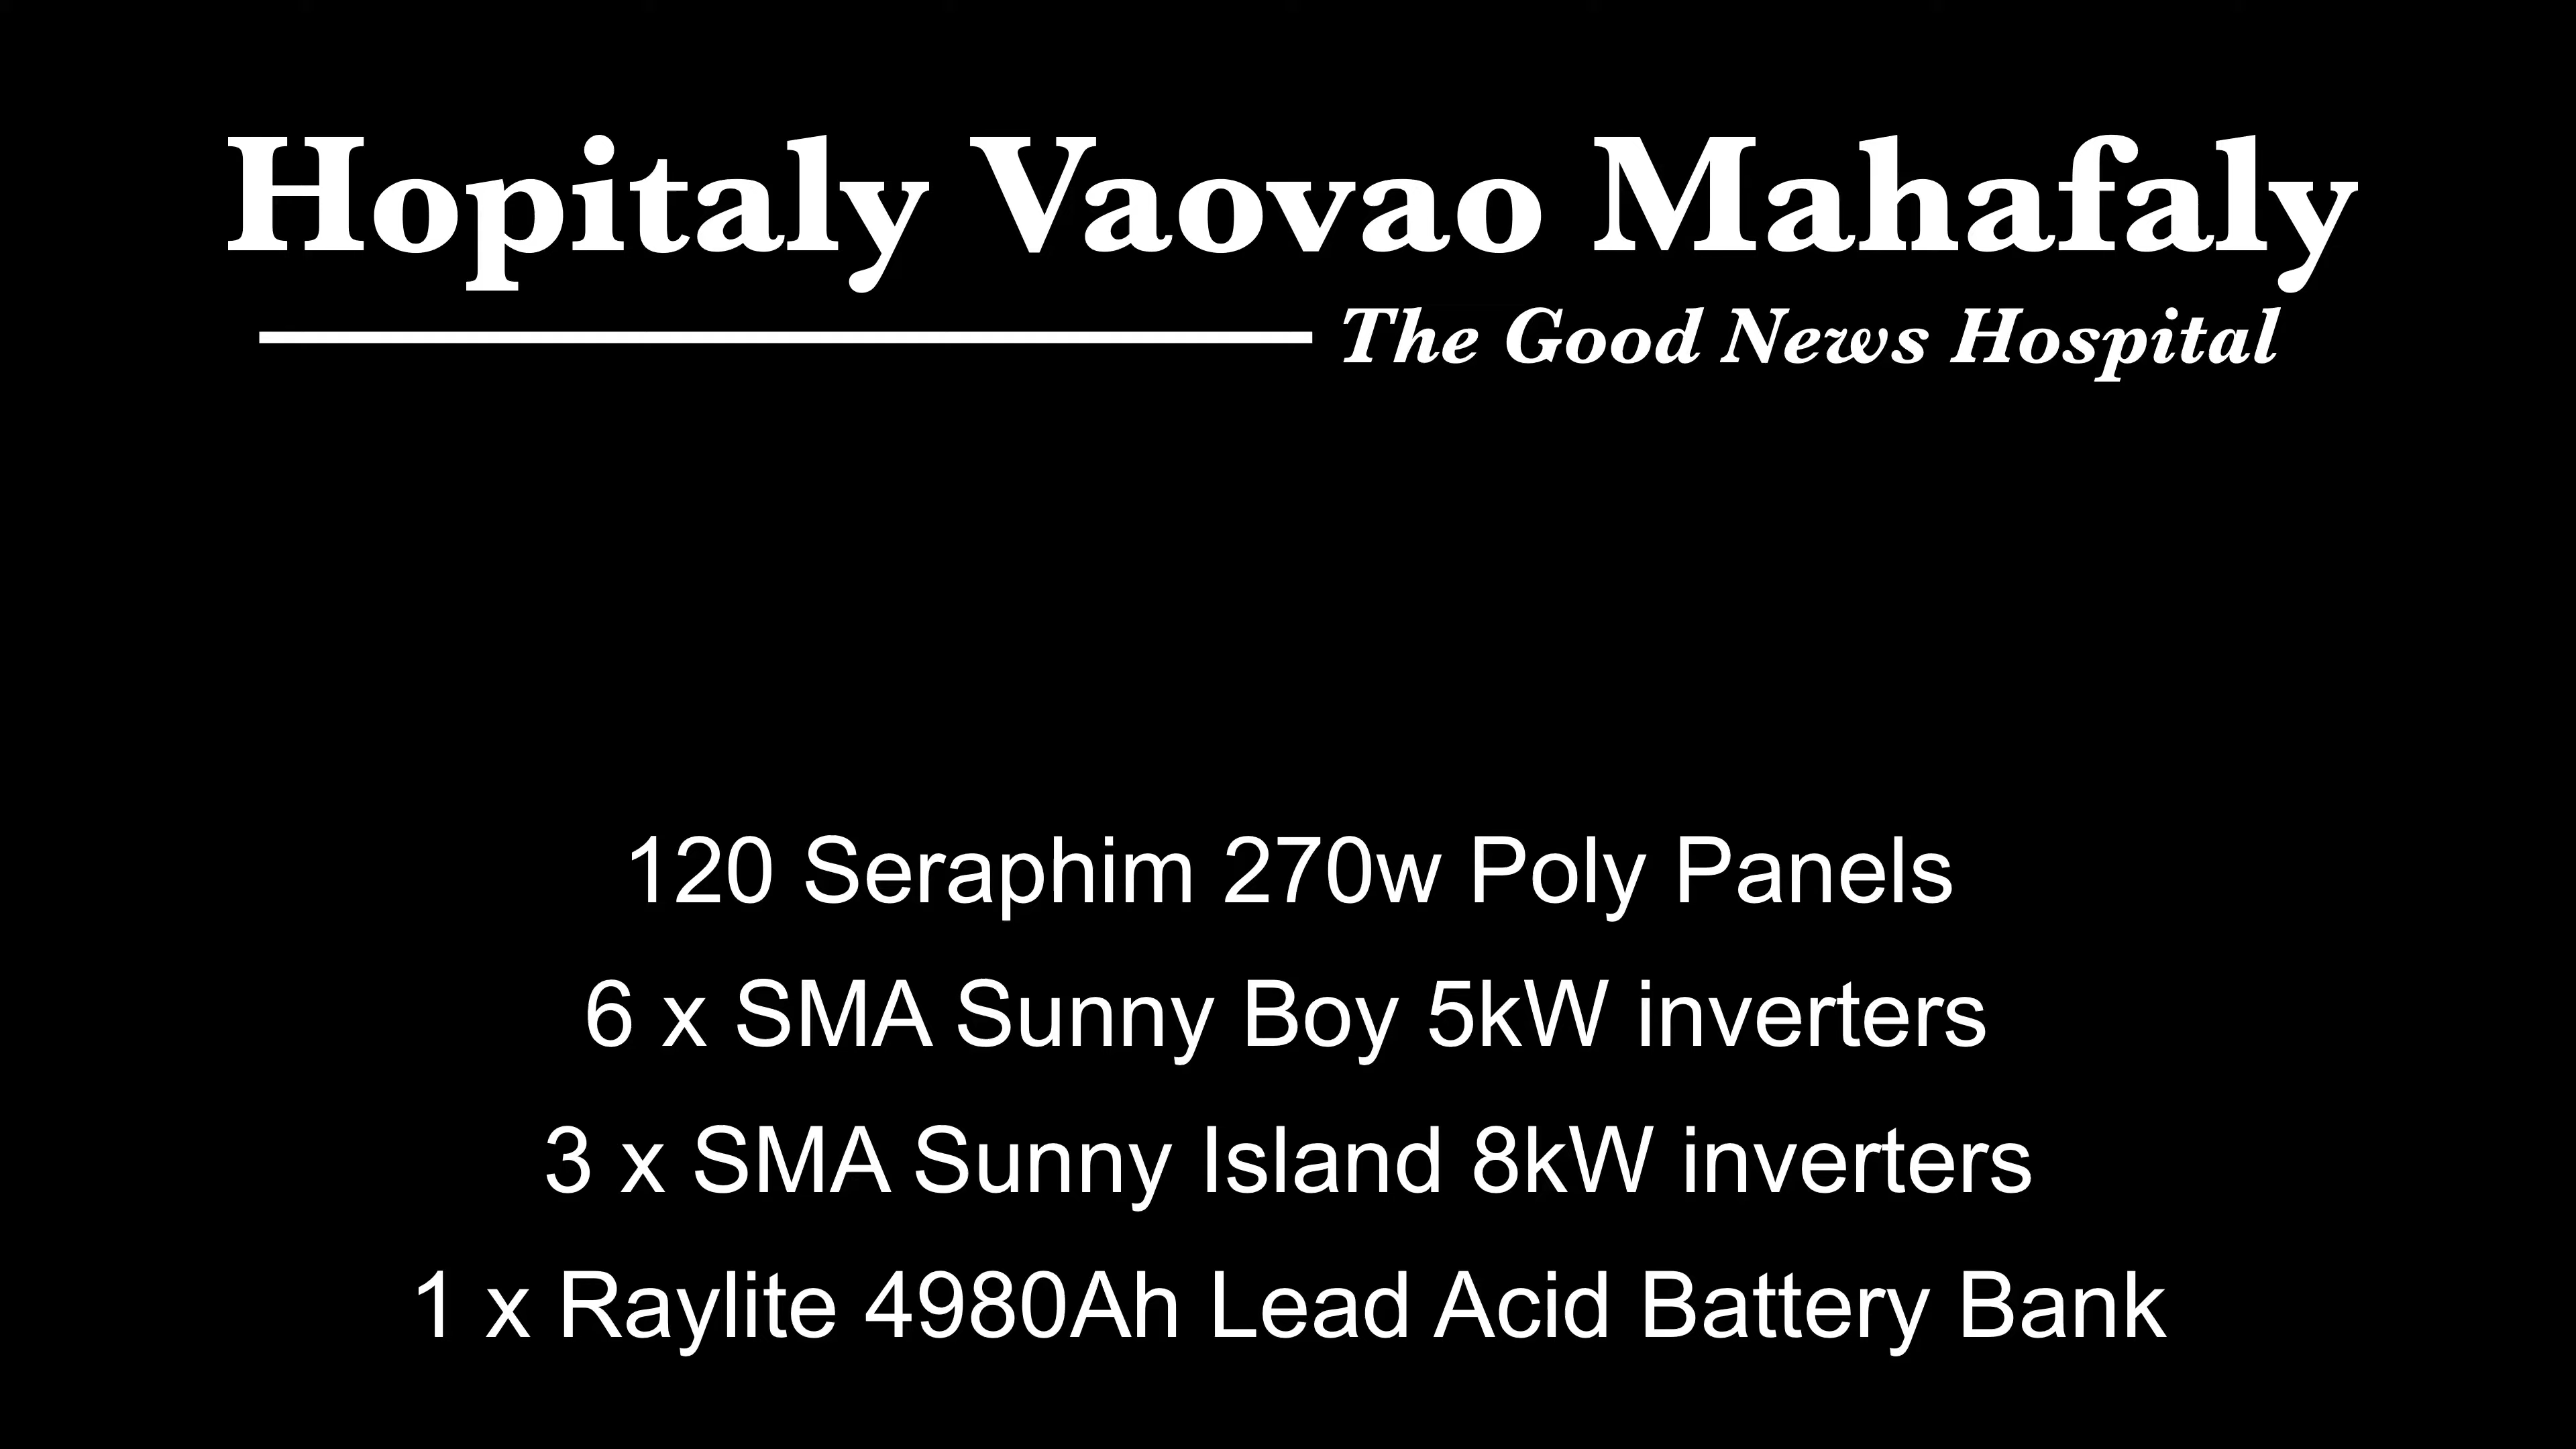 Hopitaly Vaovao Mahafaly
The Good News Hospital
120 Seraphim 270w Poly Panels
6 x SMA Sunny Boy 5kW inverters
3 x SMA Sunny Island 8kW inverters
1 x Raylite 4980Ah Lead Acid Battery Bank